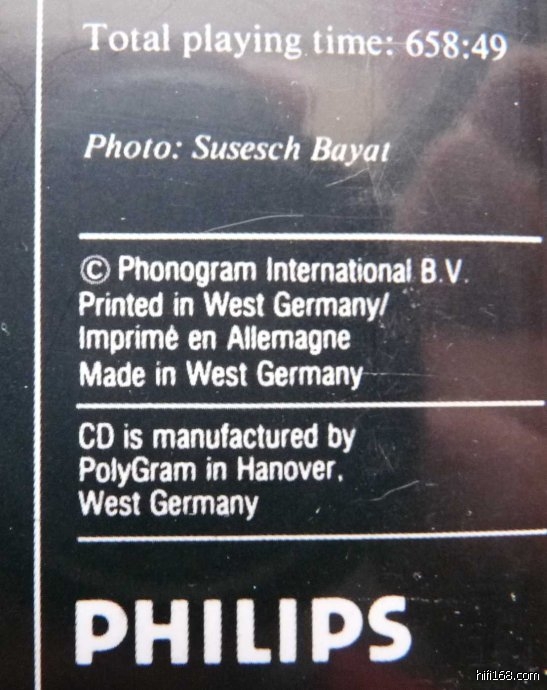 Total playing time: 658:49
Photo: Susesch Bayat
© Phonogram International B.V.
Printed in West Germany/
Imprimé en Allemagne
Made in West Germany
CD is manufactured by
PolyGram in Hanover,
West Germany
PHILIPS
hifi168.com